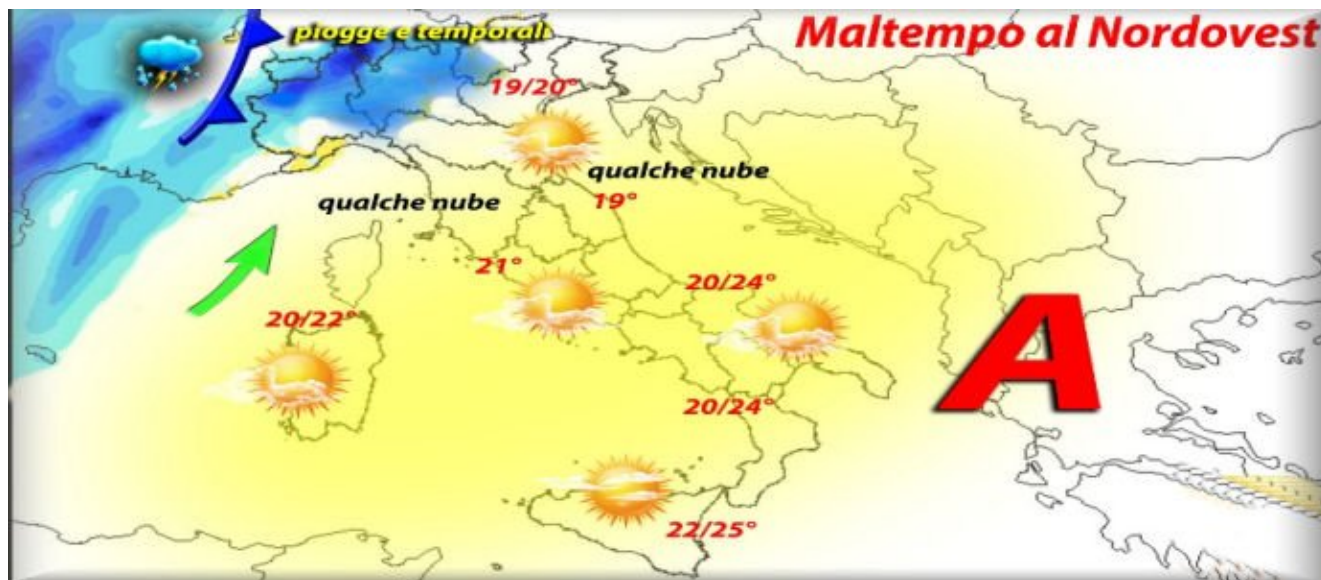 piogge e temporali
Maltempo al Nordovest
19/20°
qualche nube
19°
qualche nube
21°
20/24°
20/22°
A
20/24°
22/25°